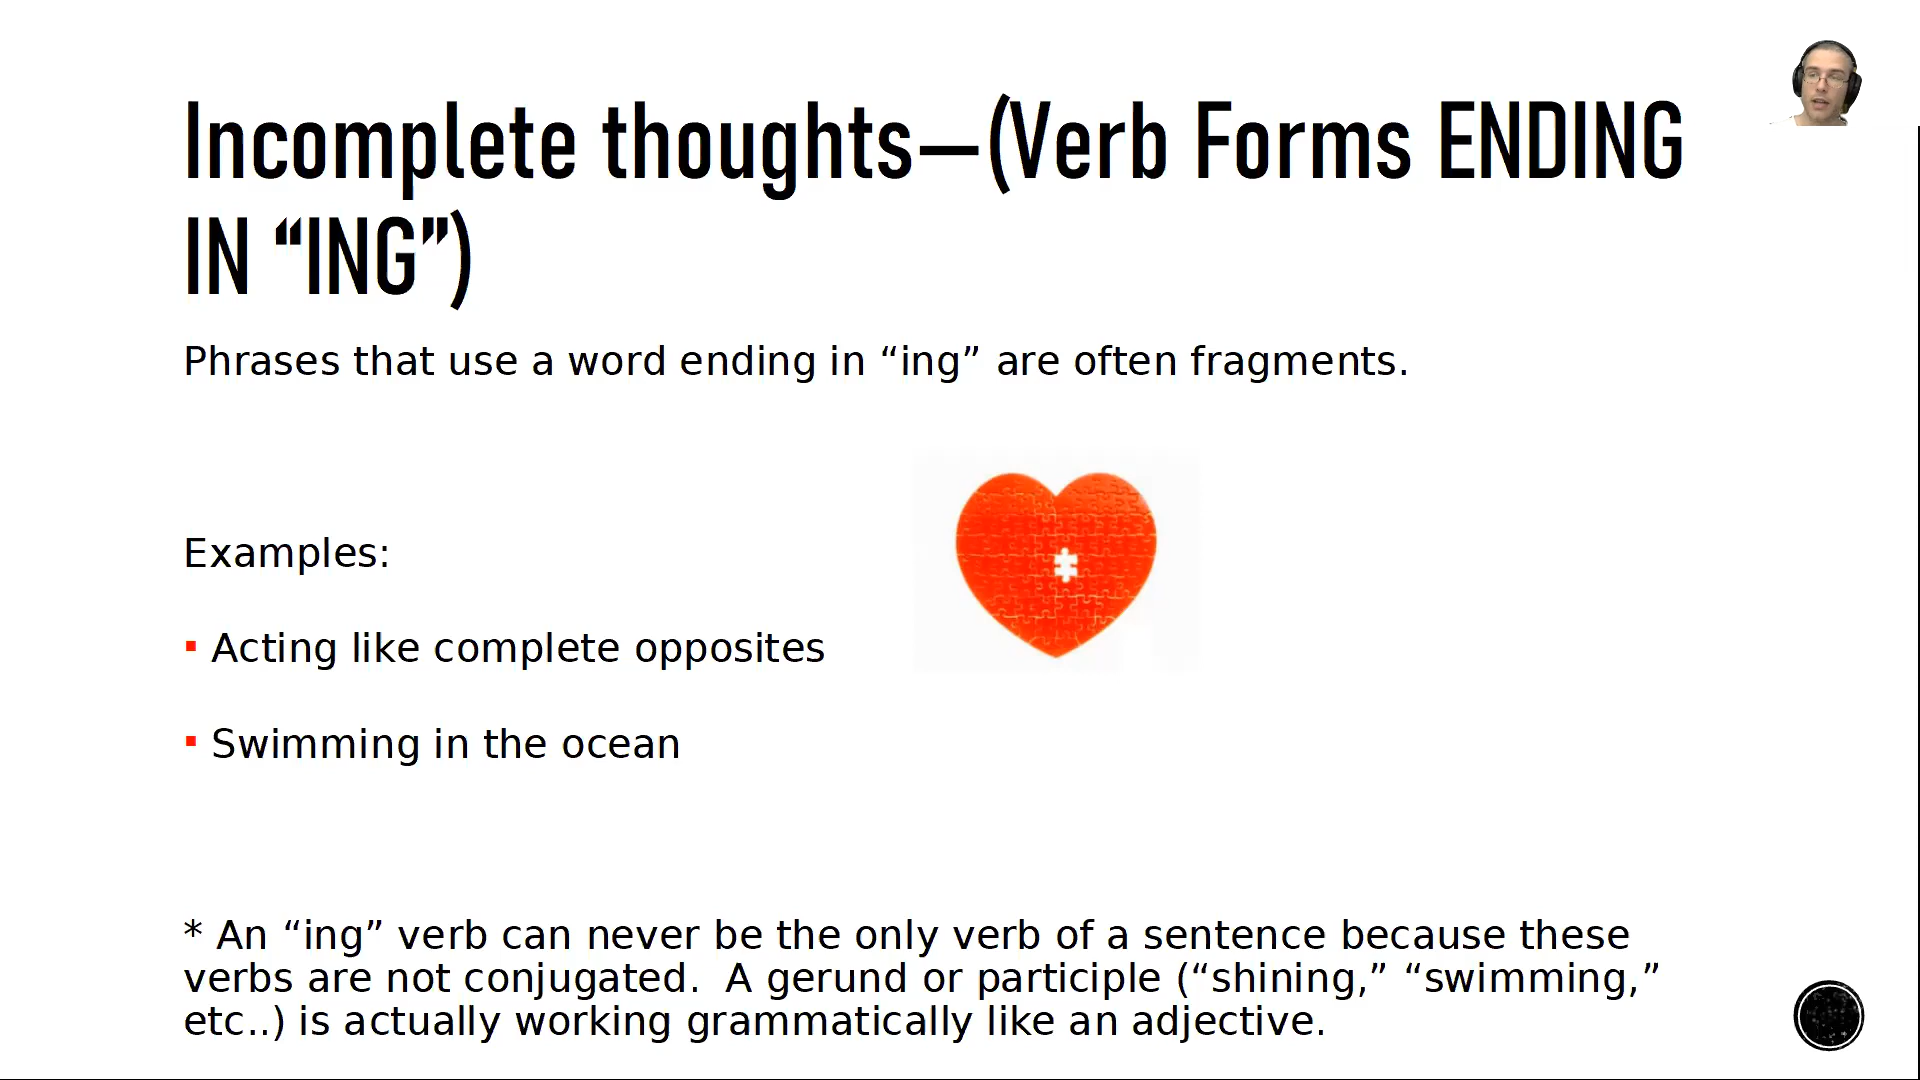 Incomplete thoughts—(Verb Forms ENDING
IN “ING”)
Phrases that use a word ending in “ing” are often fragments.
Examples:
▪ Acting like complete opposites
▪ Swimming in the ocean
* An “ing” verb can never be the only verb of a sentence because these
verbs are not conjugated.  A gerund or participle (“shining,” “swimming,”
etc..) is actually working grammatically like an adjective.